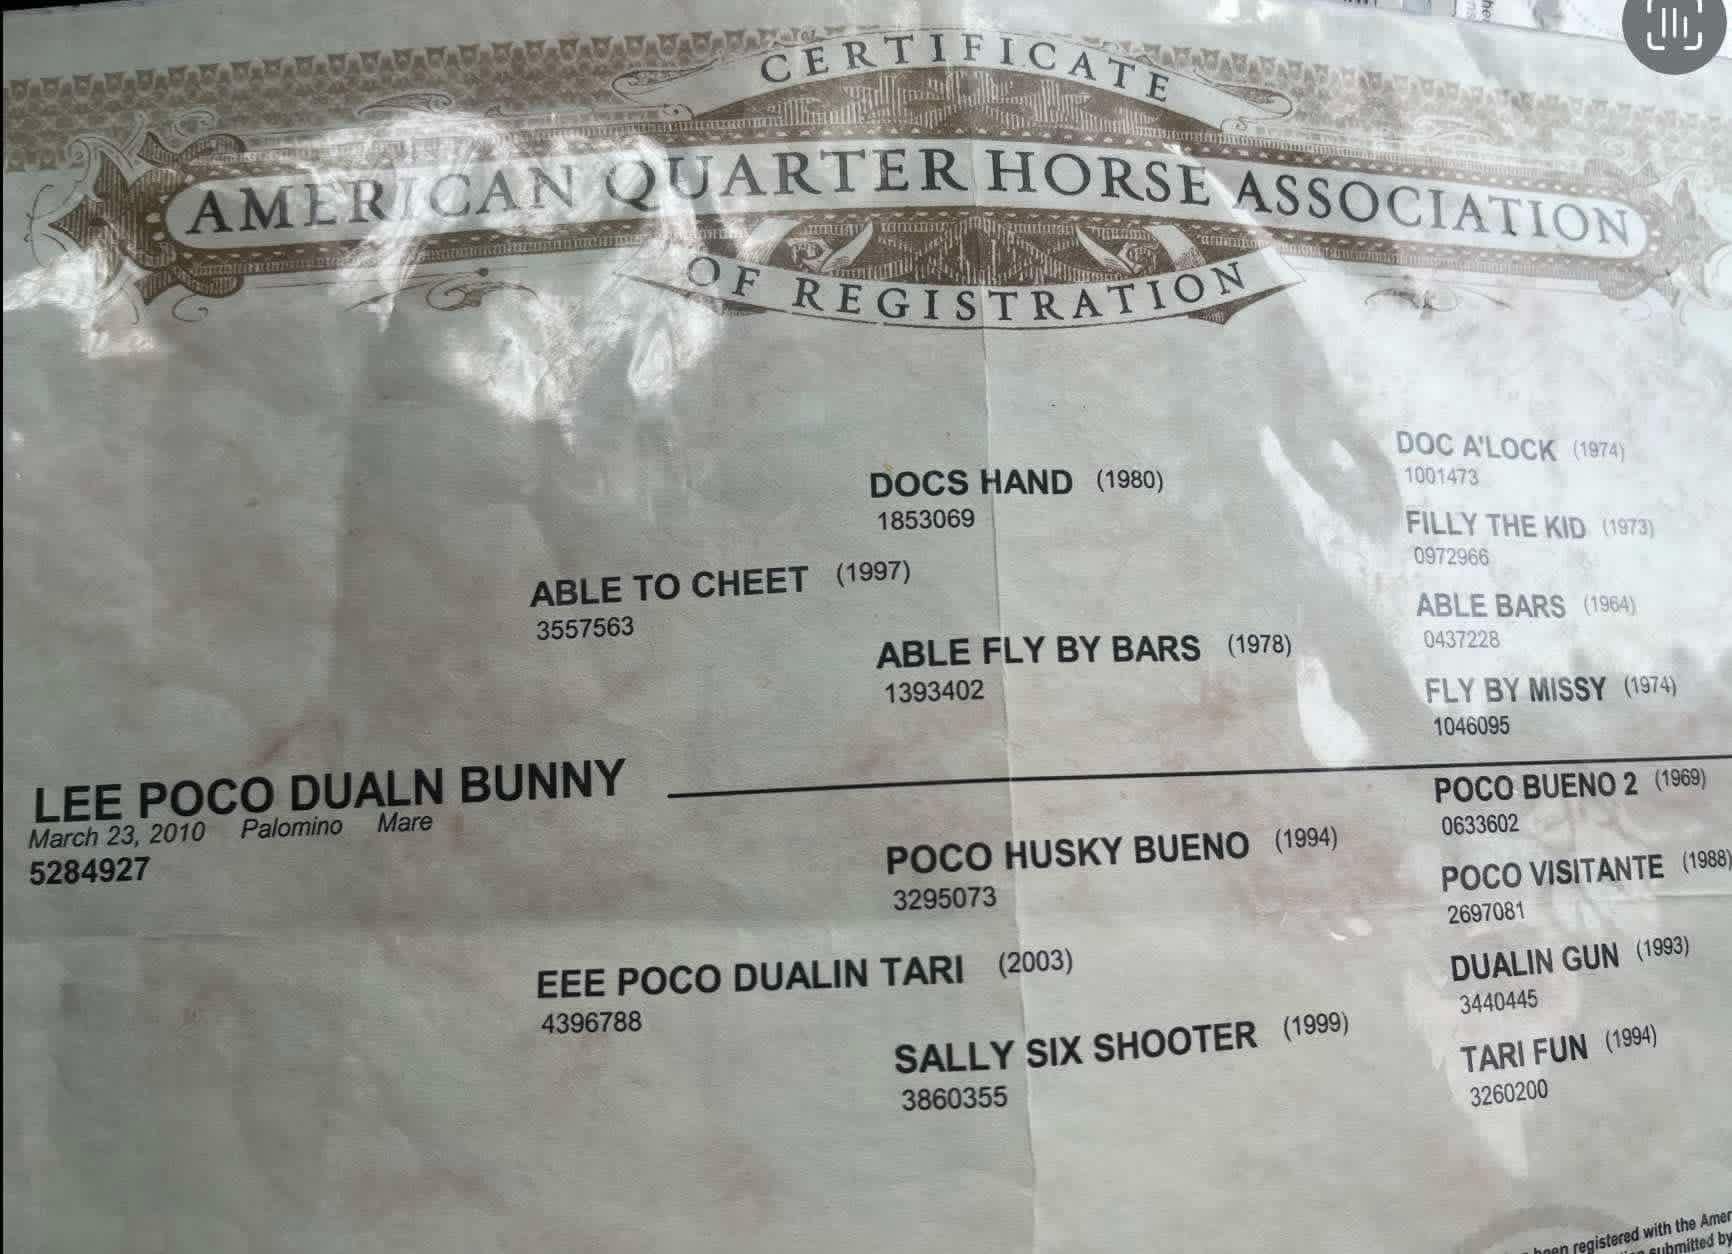 CERTIFICATE
AMERICAN QUARTER HORSE ASSOCIATION
OF REGISTRATION
DOC A'LOCK (1974)
1001473
DOCS HAND (1980)
1853069
FILLY THE KID (1973)
0972966
ABLE TO CHEET (1997)
3557563
ABLE BARS (1964)
0437228
ABLE FLY BY BARS (1978)
1393402
FLY BY MISSY (1974)
1046095
LEE POCO DUALN BUNNY
March 23, 2010 Palomino Mare
5284927
POCO BUENO 2 (1969)
0633602
POCO HUSKY BUENO (1994)
3295073
POCO VISITANTE (1988)
2697081
EEE POCO DUALIN TARI (2003)
4396788
DUALIN GUN (1993)
3440445
SALLY SIX SHOOTER (1999)
3860355
TARI FUN (1994)
3260200
been registered with the Amer
submitted by